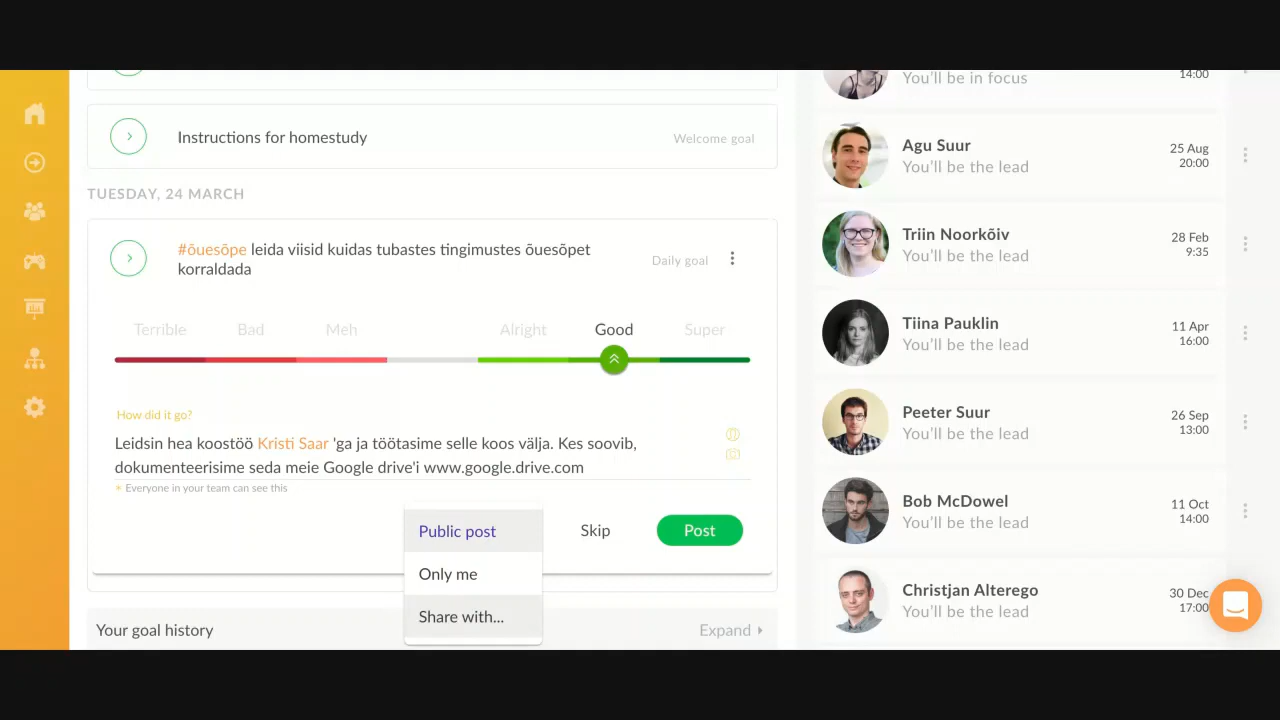 Instructions for homestudy
Welcome goal
TUESDAY, 24 MARCH
#õuesõpe leida viisid kuidas tubastes tingimustes õuesõpet
korraldada
Daily goal
Terrible Bad Meh Alright Good Super
How did it go?
Leidsin hea koostöö Kristi Saar 'ga ja töötasime selle koos välja. Kes soovib,
dokumenteerisime seda meie Google drive'i www.google.drive.com
* Everyone in your team can see this
Public post
Only me
Share with...
Skip
Post
Your goal history
Expand
You'll be in focus
14:00
Agu Suur
You'll be the lead
25 Aug
20:00
Triin Noorkõiv
You'll be the lead
28 Feb
9:35
Tiina Pauklin
You'll be the lead
11 Apr
16:00
Peeter Suur
You'll be the lead
26 Sep
13:00
Bob McDowel
You'll be the lead
11 Oct
14:00
Christjan Alterego
You'll be the lead
30 Dec
17:00